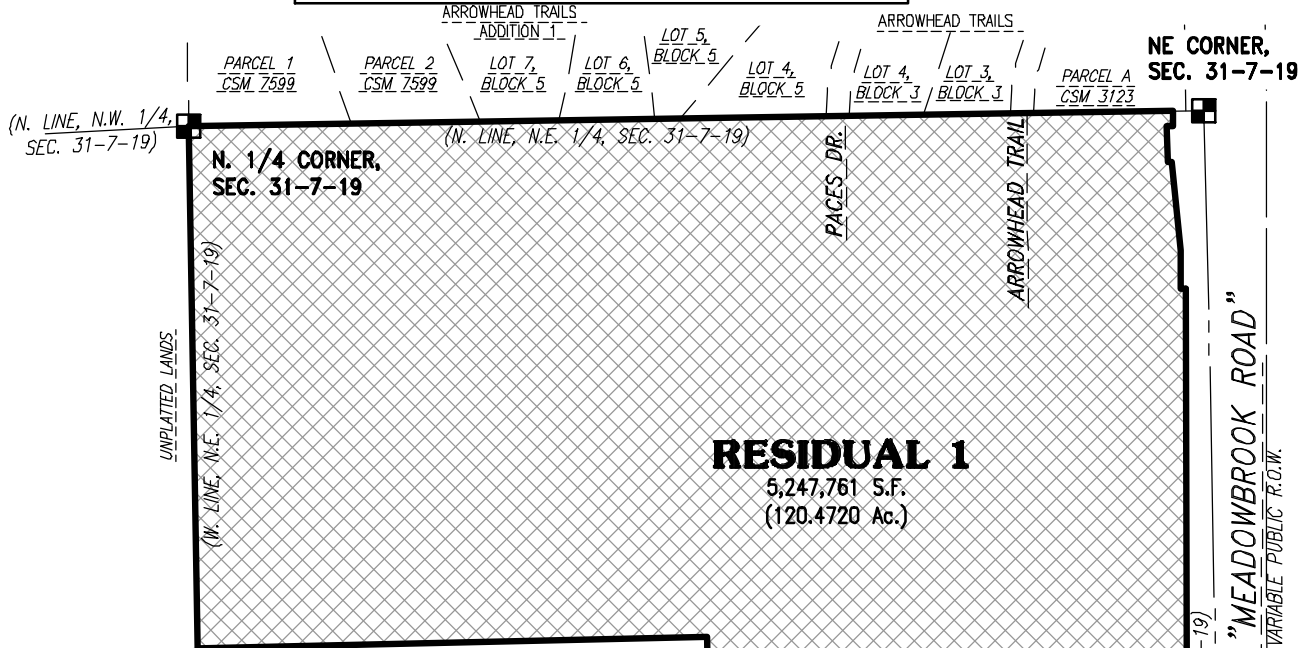 ARROWHEAD TRAILS
ADDITION 1
ARROWHEAD TRAILS
PARCEL 1
CSM 7599
PARCEL 2
CSM 7599
LOT 7,
BLOCK 5
LOT 6,
BLOCK 5
LOT 5,
BLOCK 5
LOT 4,
BLOCK 5
LOT 4,
BLOCK 3
LOT 3,
BLOCK 3
PARCEL A
CSM 3123
NE CORNER,
SEC. 31-7-19
(N. LINE, N.W. 1/4,
SEC. 31-7-19)
(N. LINE, N.E. 1/4, SEC. 31-7-19)
N. 1/4 CORNER,
SEC. 31-7-19
PACES DR.
ARROWHEAD TRAIL
UNPLATTED LANDS
(W. LINE, N.E. 1/4, SEC. 31-7-19)
RESIDUAL 1
5,247,761 S.F.
(120.4720 Ac.)
"MEADOWBROOK ROAD"
VARIABLE PUBLIC R.O.W.
-19)